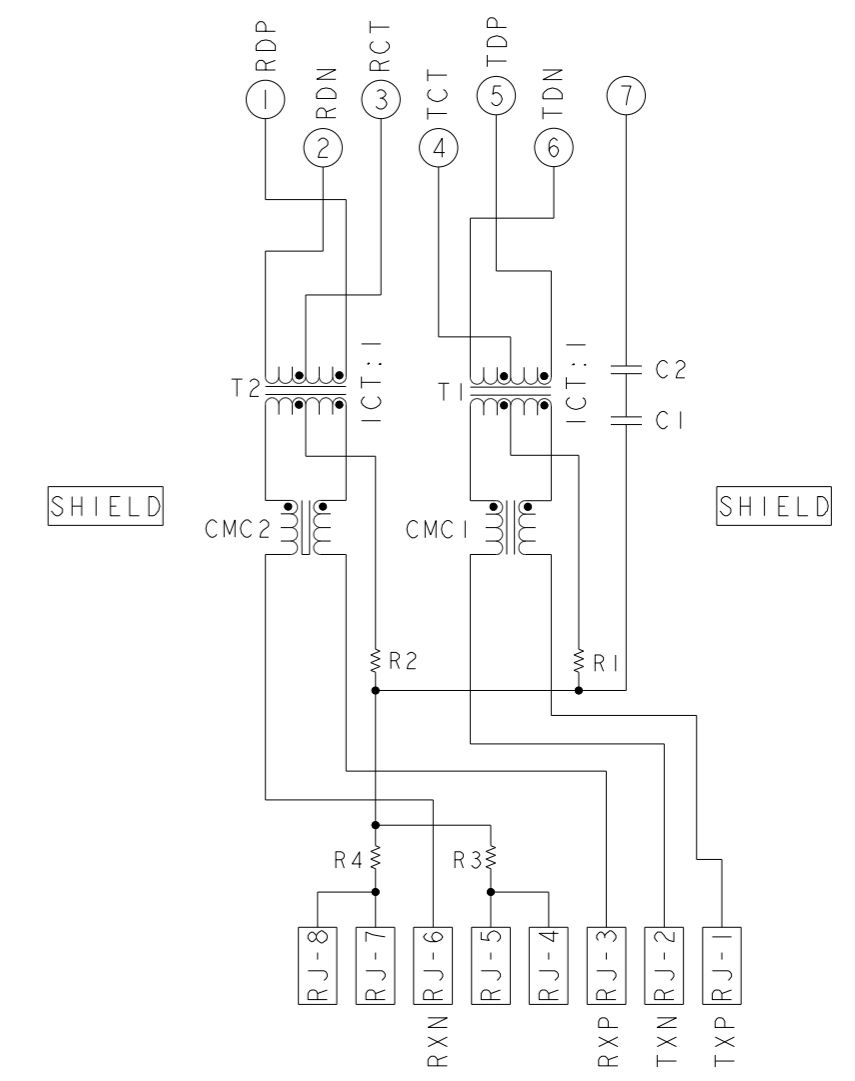 RDP
RDN
RCT
TCT
TDP
TDN
1
2
3
4
5
6
7
T2
1CT:1
T1
1CT:1
C2
C1
SHIELD
SHIELD
CMC2
CMC1
R2
R1
R4
R3
RJ-8
RJ-7
RJ-6
RJ-5
RJ-4
RJ-3
RJ-2
RJ-1
RXN
RXP
TXN
TXP